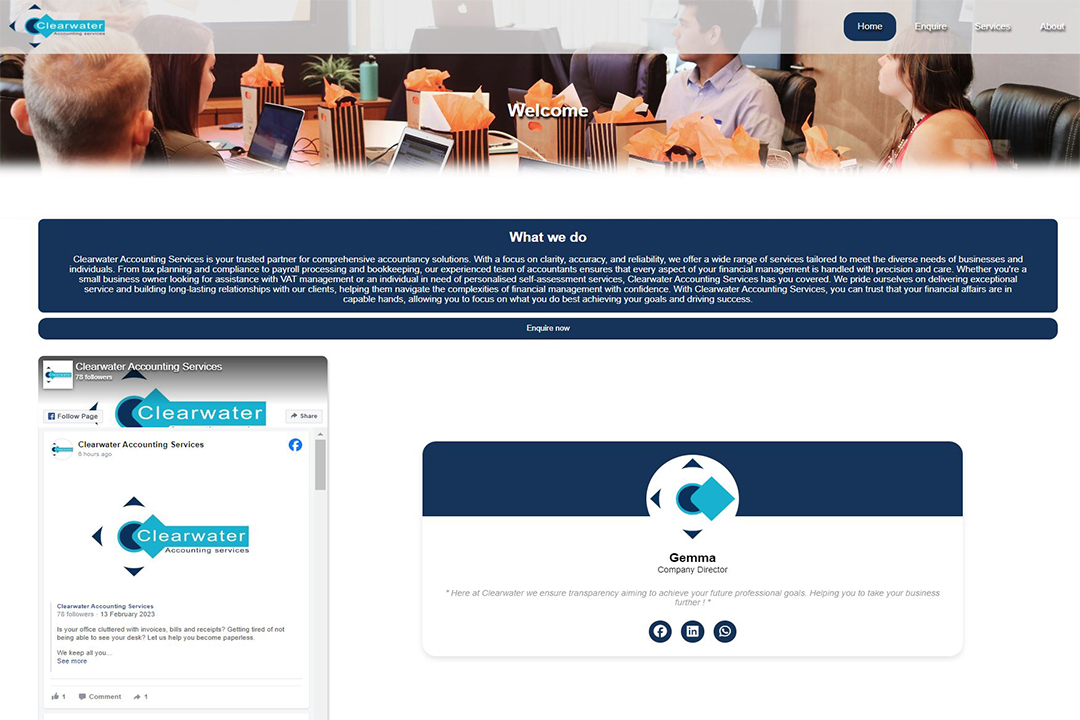 Clearwater
Accounting services
Home Enquire Services About
Welcome
What we do
Clearwater Accounting Services is your trusted partner for comprehensive accountancy solutions. With a focus on clarity, accuracy, and reliability, we offer a wide range of services tailored to meet the diverse needs of businesses and
individuals. From tax planning and compliance to payroll processing and bookkeeping, our experienced team of accountants ensures that every aspect of your financial management is handled with precision and care. Whether you're a
small business owner looking for assistance with VAT management or an individual in need of personalised self-assessment services, Clearwater Accounting Services has you covered. We pride ourselves on delivering exceptional
service and building long-lasting relationships with our clients, helping them navigate the complexities of financial management with confidence. With Clearwater Accounting Services, you can trust that your financial affairs are in
capable hands, allowing you to focus on what you do best achieving your goals and driving success.
Enquire now
Clearwater Accounting Services
78 followers
Clearwater
Follow Page
Share
Clearwater Accounting Services
8 hours ago
Clearwater
Accounting services
Clearwater Accounting Services
78 followers · 13 February 2023
Is your office cluttered with invoices, bills and receipts? Getting tired of not
being able to see your desk? Let us help you become paperless.
We keep all you...
See more
1 Comment 1
Gemma
Company Director
" Here at Clearwater we ensure transparency aiming to achieve your future professional goals. Helping you to take your business
further ! "